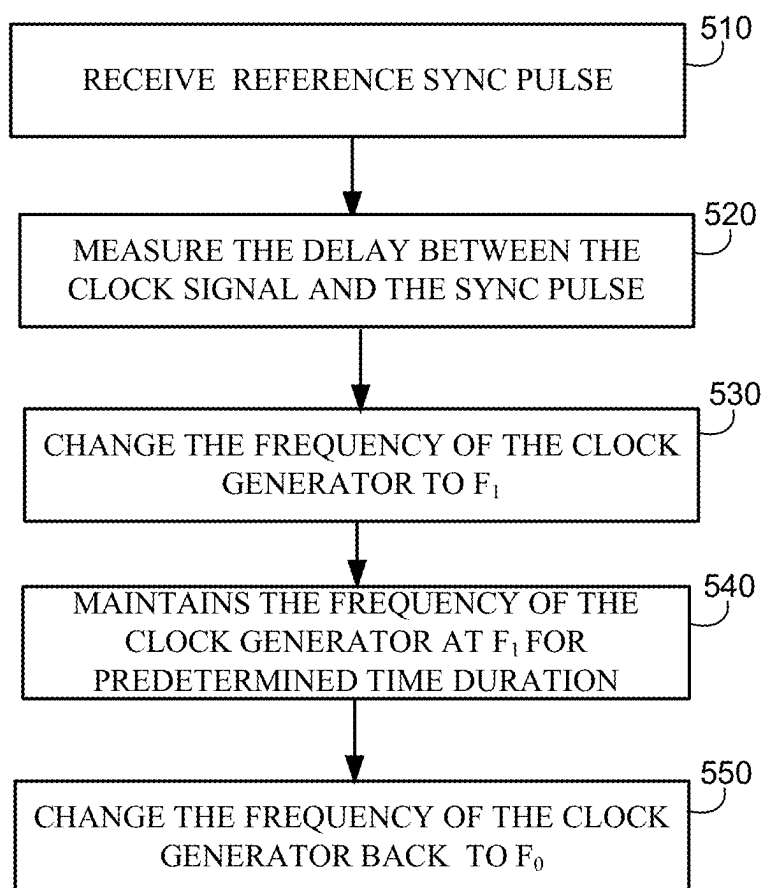 510
RECEIVE REFERENCE SYNC PULSE
520
MEASURE THE DELAY BETWEEN THE
CLOCK SIGNAL AND THE SYNC PULSE
530
CHANGE THE FREQUENCY OF THE CLOCK
GENERATOR TO F₁
540
MAINTAINS THE FREQUENCY OF THE
CLOCK GENERATOR AT F₁ FOR
PREDETERMINED TIME DURATION
550
CHANGE THE FREQUENCY OF THE CLOCK
GENERATOR BACK TO F₀